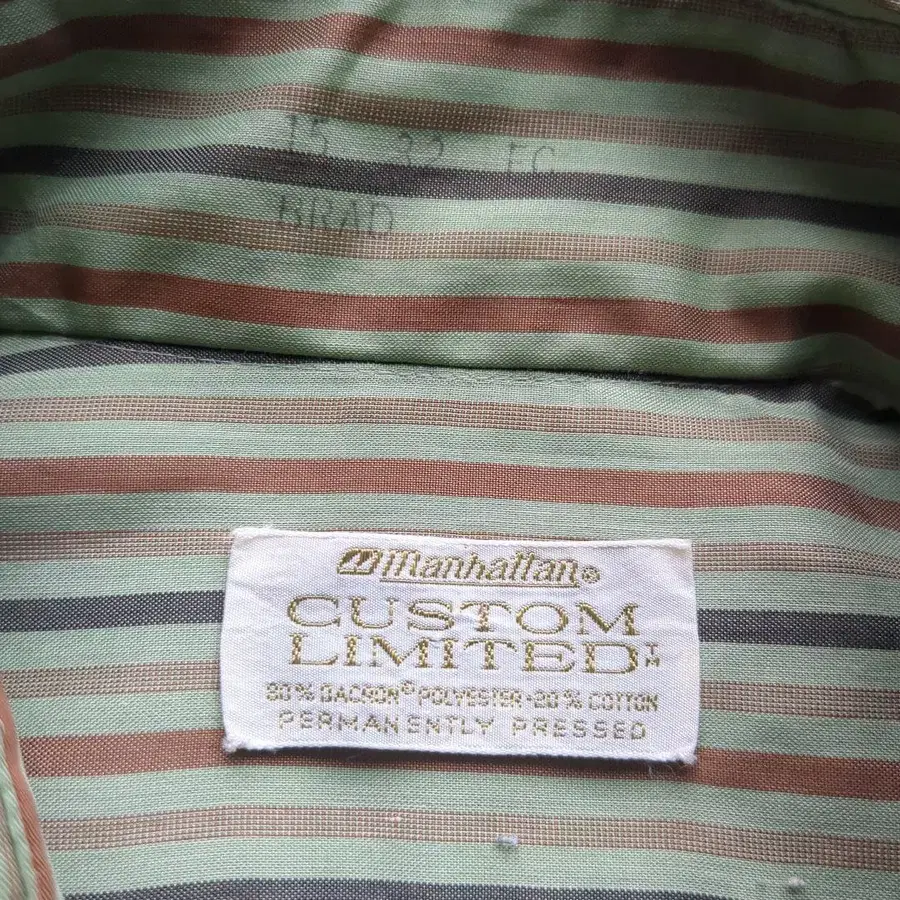 15 32 FC
BRAD
Manhattan®
CUSTOM
LIMITED™
80% DACRON® POLYESTER · 20% COTTON
PERMANENTLY PRESSED